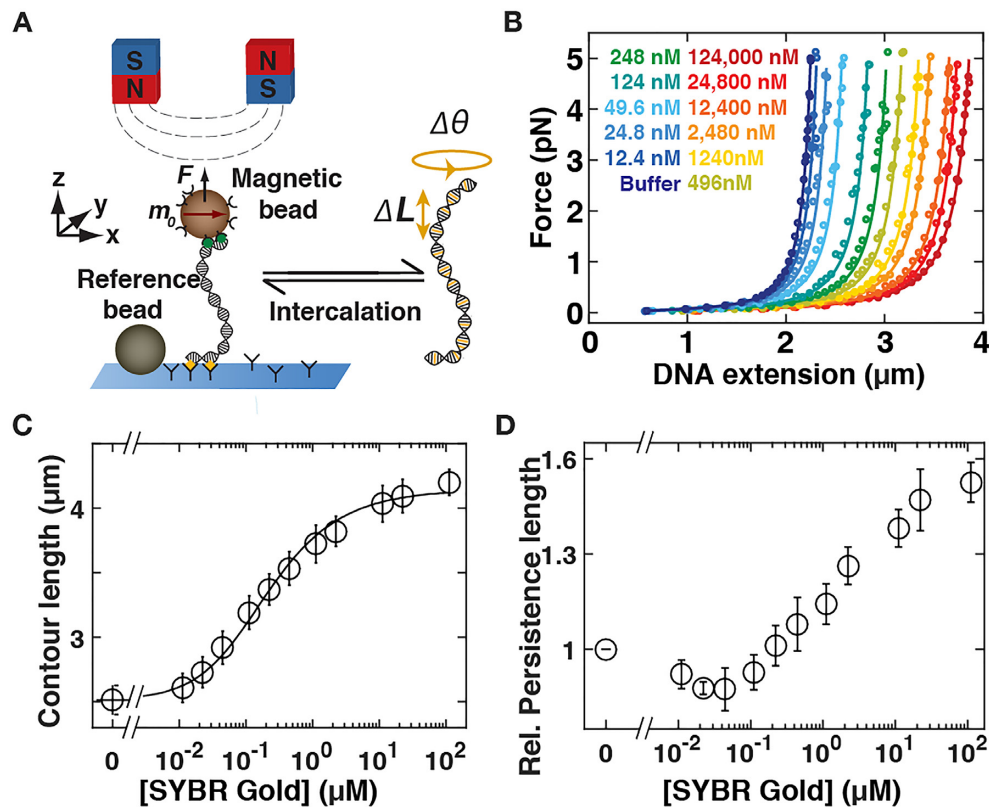 A
S
N
N
S
F
Magnetic
bead
m₀
z
y
x
Δθ
ΔL
Reference
bead
Intercalation
B
Force (pN)
5
4
3
2
1
0
248 nM 124,000 nM
124 nM 24,800 nM
49.6 nM 12,400 nM
24.8 nM 2,480 nM
12.4 nM 1240nM
Buffer 496nM
0 1 2 3 4
DNA extension (µm)
C
Contour length (µm)
4
3
0 10⁻² 10⁻¹ 10⁰ 10¹ 10²
[SYBR Gold] (µM)
D
Rel. Persistence length
1.6
1.3
1
0 10⁻² 10⁻¹ 10⁰ 10¹ 10²
[SYBR Gold] (µM)